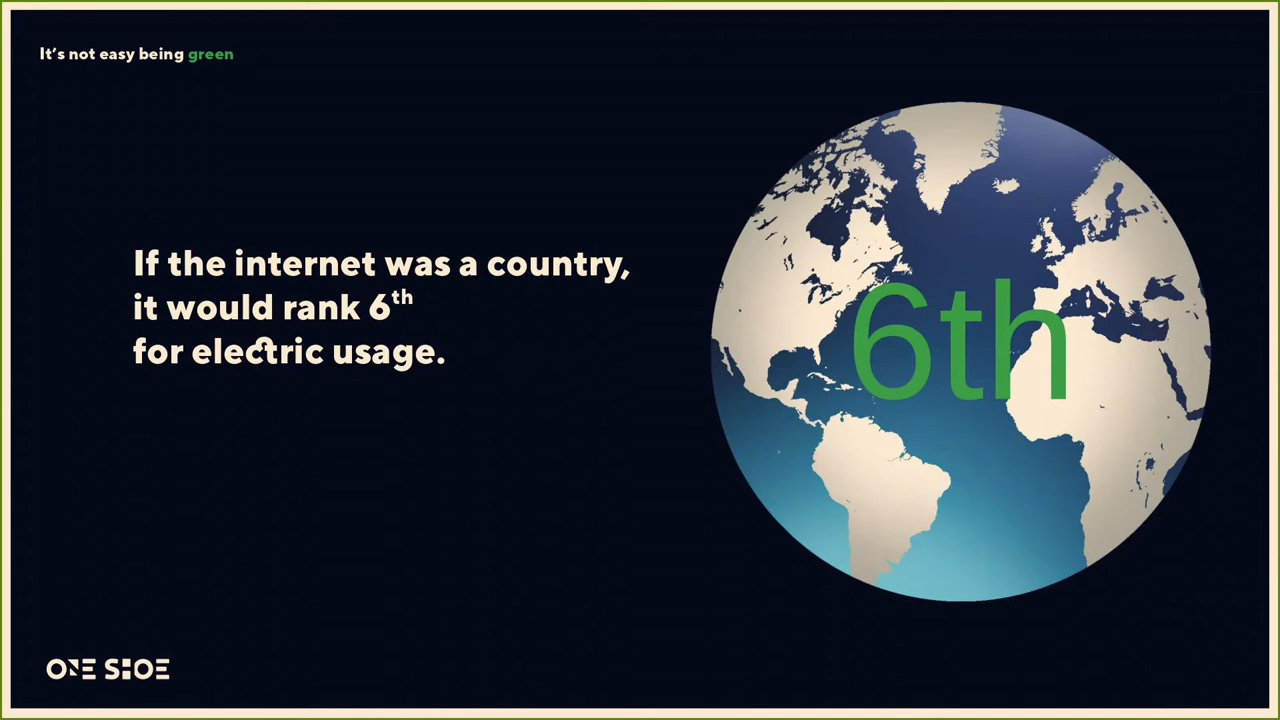 It's not easy being green
If the internet was a country,
it would rank 6th
for electric usage.
6th
ONE SHOE